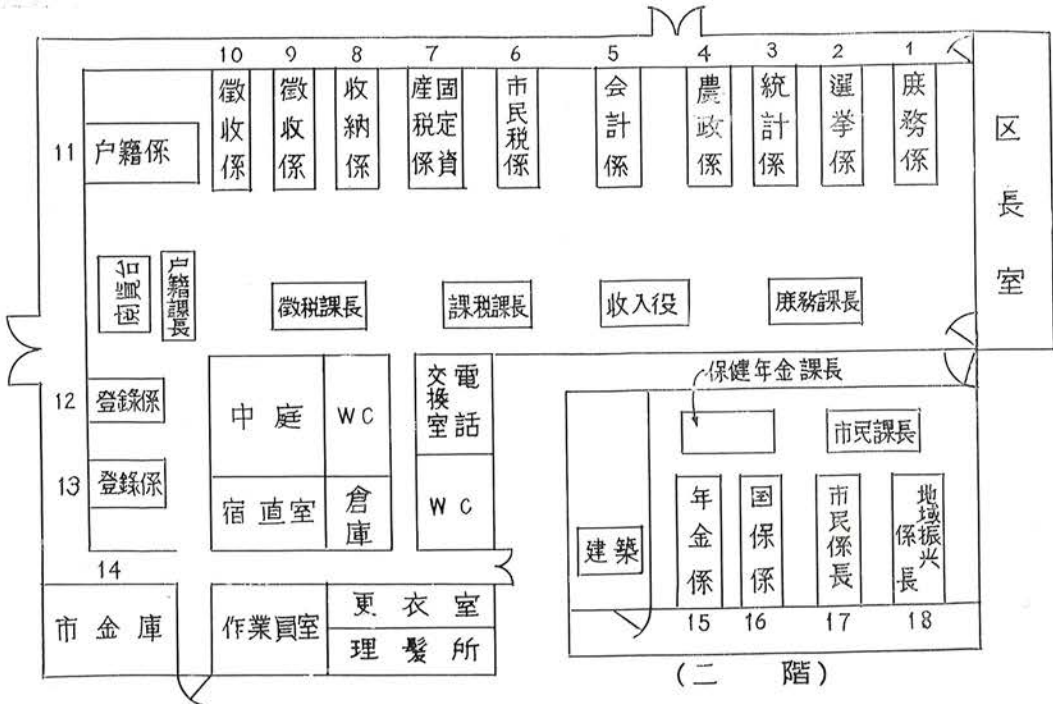 10 9 8 7 6 5 4 3 2 1
徴収係
徴収係
収納係
固定資
産税係
市民税係
会計係
農政係
統計係
選挙係
庶務係
区長室
11
戸籍係
戸籍課長
徴税課長
課税課長
収入役
庶務課長
12
登録係
13
登録係
中庭
WC
宿直室
倉庫
電話
交換室
WC
保健年金課長
市民課長
建築
年金係
国保係
市民係長
地域振興
係長
14
市金庫
作業員室
更衣室
理髪所
15 16 17 18
(二階)